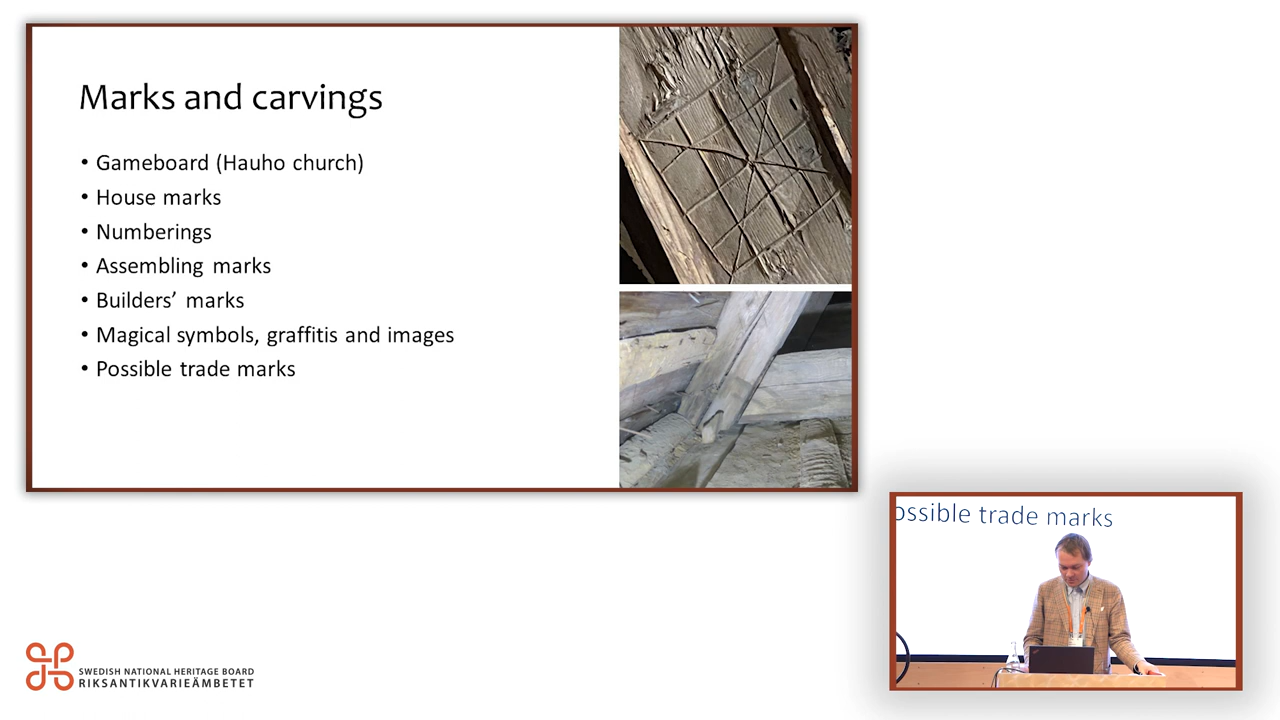 Marks and carvings
• Gameboard (Hauho church)
• House marks
• Numberings
• Assembling marks
• Builders’ marks
• Magical symbols, graffitis and images
• Possible trade marks
ossible trade marks
SWEDISH NATIONAL HERITAGE BOARD
RIKSANTIKVARIEÄMBETET